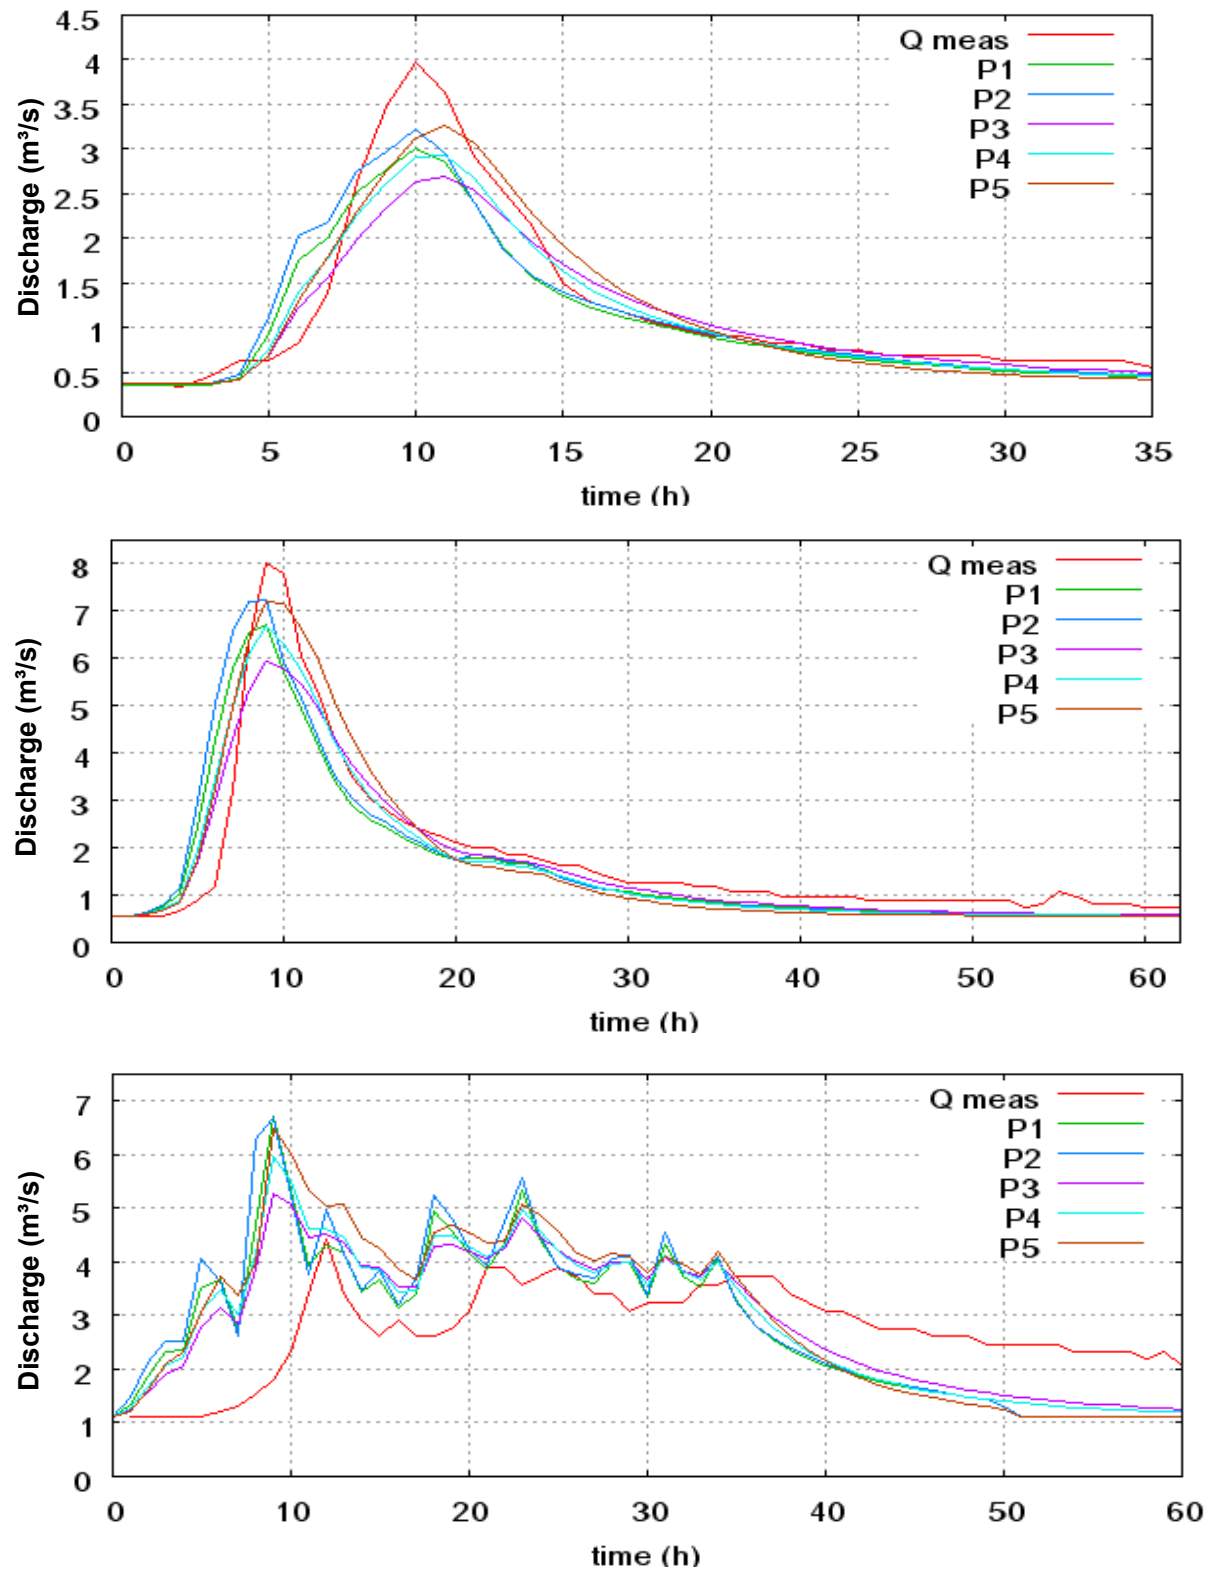 4.5
4
3.5
3
2.5
2
1.5
1
0.5
0
Discharge (m³/s)
Q meas
P1
P2
P3
P4
P5
0 5 10 15 20 25 30 35
time (h)
8
7
6
5
4
3
2
1
0
Discharge (m³/s)
Q meas
P1
P2
P3
P4
P5
0 10 20 30 40 50 60
time (h)
7
6
5
4
3
2
1
0
Discharge (m³/s)
Q meas
P1
P2
P3
P4
P5
0 10 20 30 40 50 60
time (h)